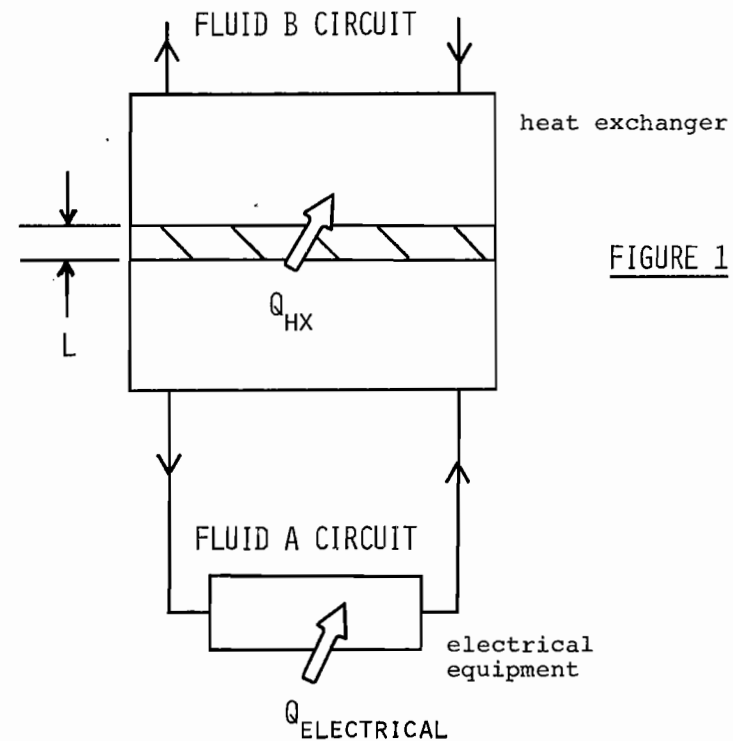 FLUID B CIRCUIT
heat exchanger
FIGURE 1
Q HX
L
FLUID A CIRCUIT
electrical
equipment
Q ELECTRICAL